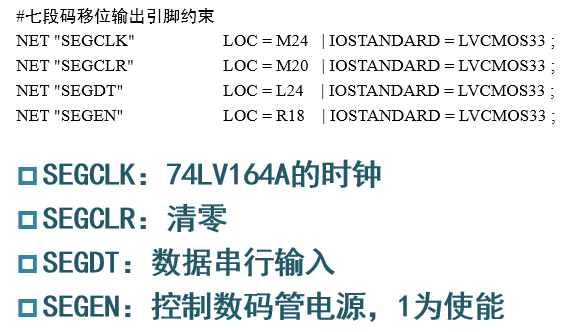 #七段码移位输出引脚约束
NET "SEGCLK" LOC = M24 | IOSTANDARD = LVCMOS33 ;
NET "SEGCLR" LOC = M20 | IOSTANDARD = LVCMOS33 ;
NET "SEGDT" LOC = L24 | IOSTANDARD = LVCMOS33 ;
NET "SEGEN" LOC = R18 | IOSTANDARD = LVCMOS33 ;
SEGCLK：74LV164A的时钟
SEGCLR：清零
SEGDT：数据串行输入
SEGEN：控制数码管电源，1为使能